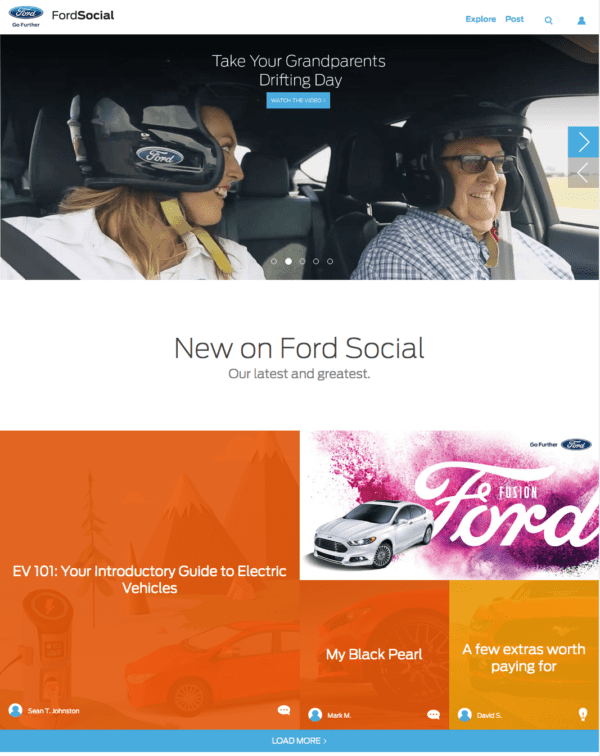 Ford
Go Further
FordSocial
Explore
Post
Take Your Grandparents
Drifting Day
WATCH THE VIDEO >
Ford
New on Ford Social
Our latest and greatest.
Go Further
Ford
FUSION
Ford
EV 101: Your Introductory Guide to Electric
Vehicles
My Black Pearl
A few extras worth
paying for
Sean T. Johnston
Mark M.
David S.
LOAD MORE >